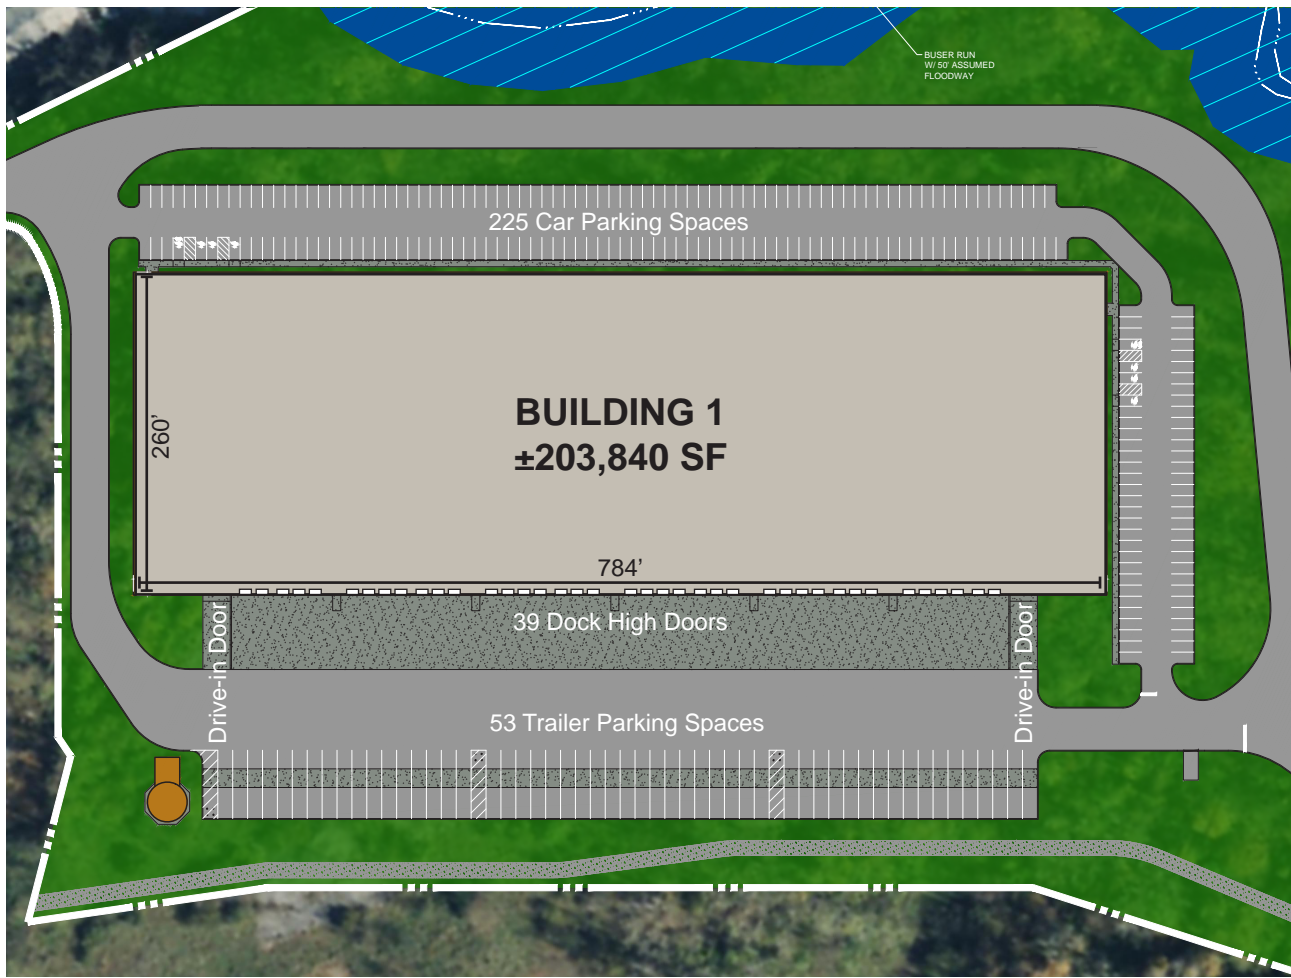 BUSER RUN
W/ 50' ASSUMED
FLOODWAY
225 Car Parking Spaces
260’
BUILDING 1
±203,840 SF
784’
39 Dock High Doors
Drive-in Door
Drive-in Door
53 Trailer Parking Spaces